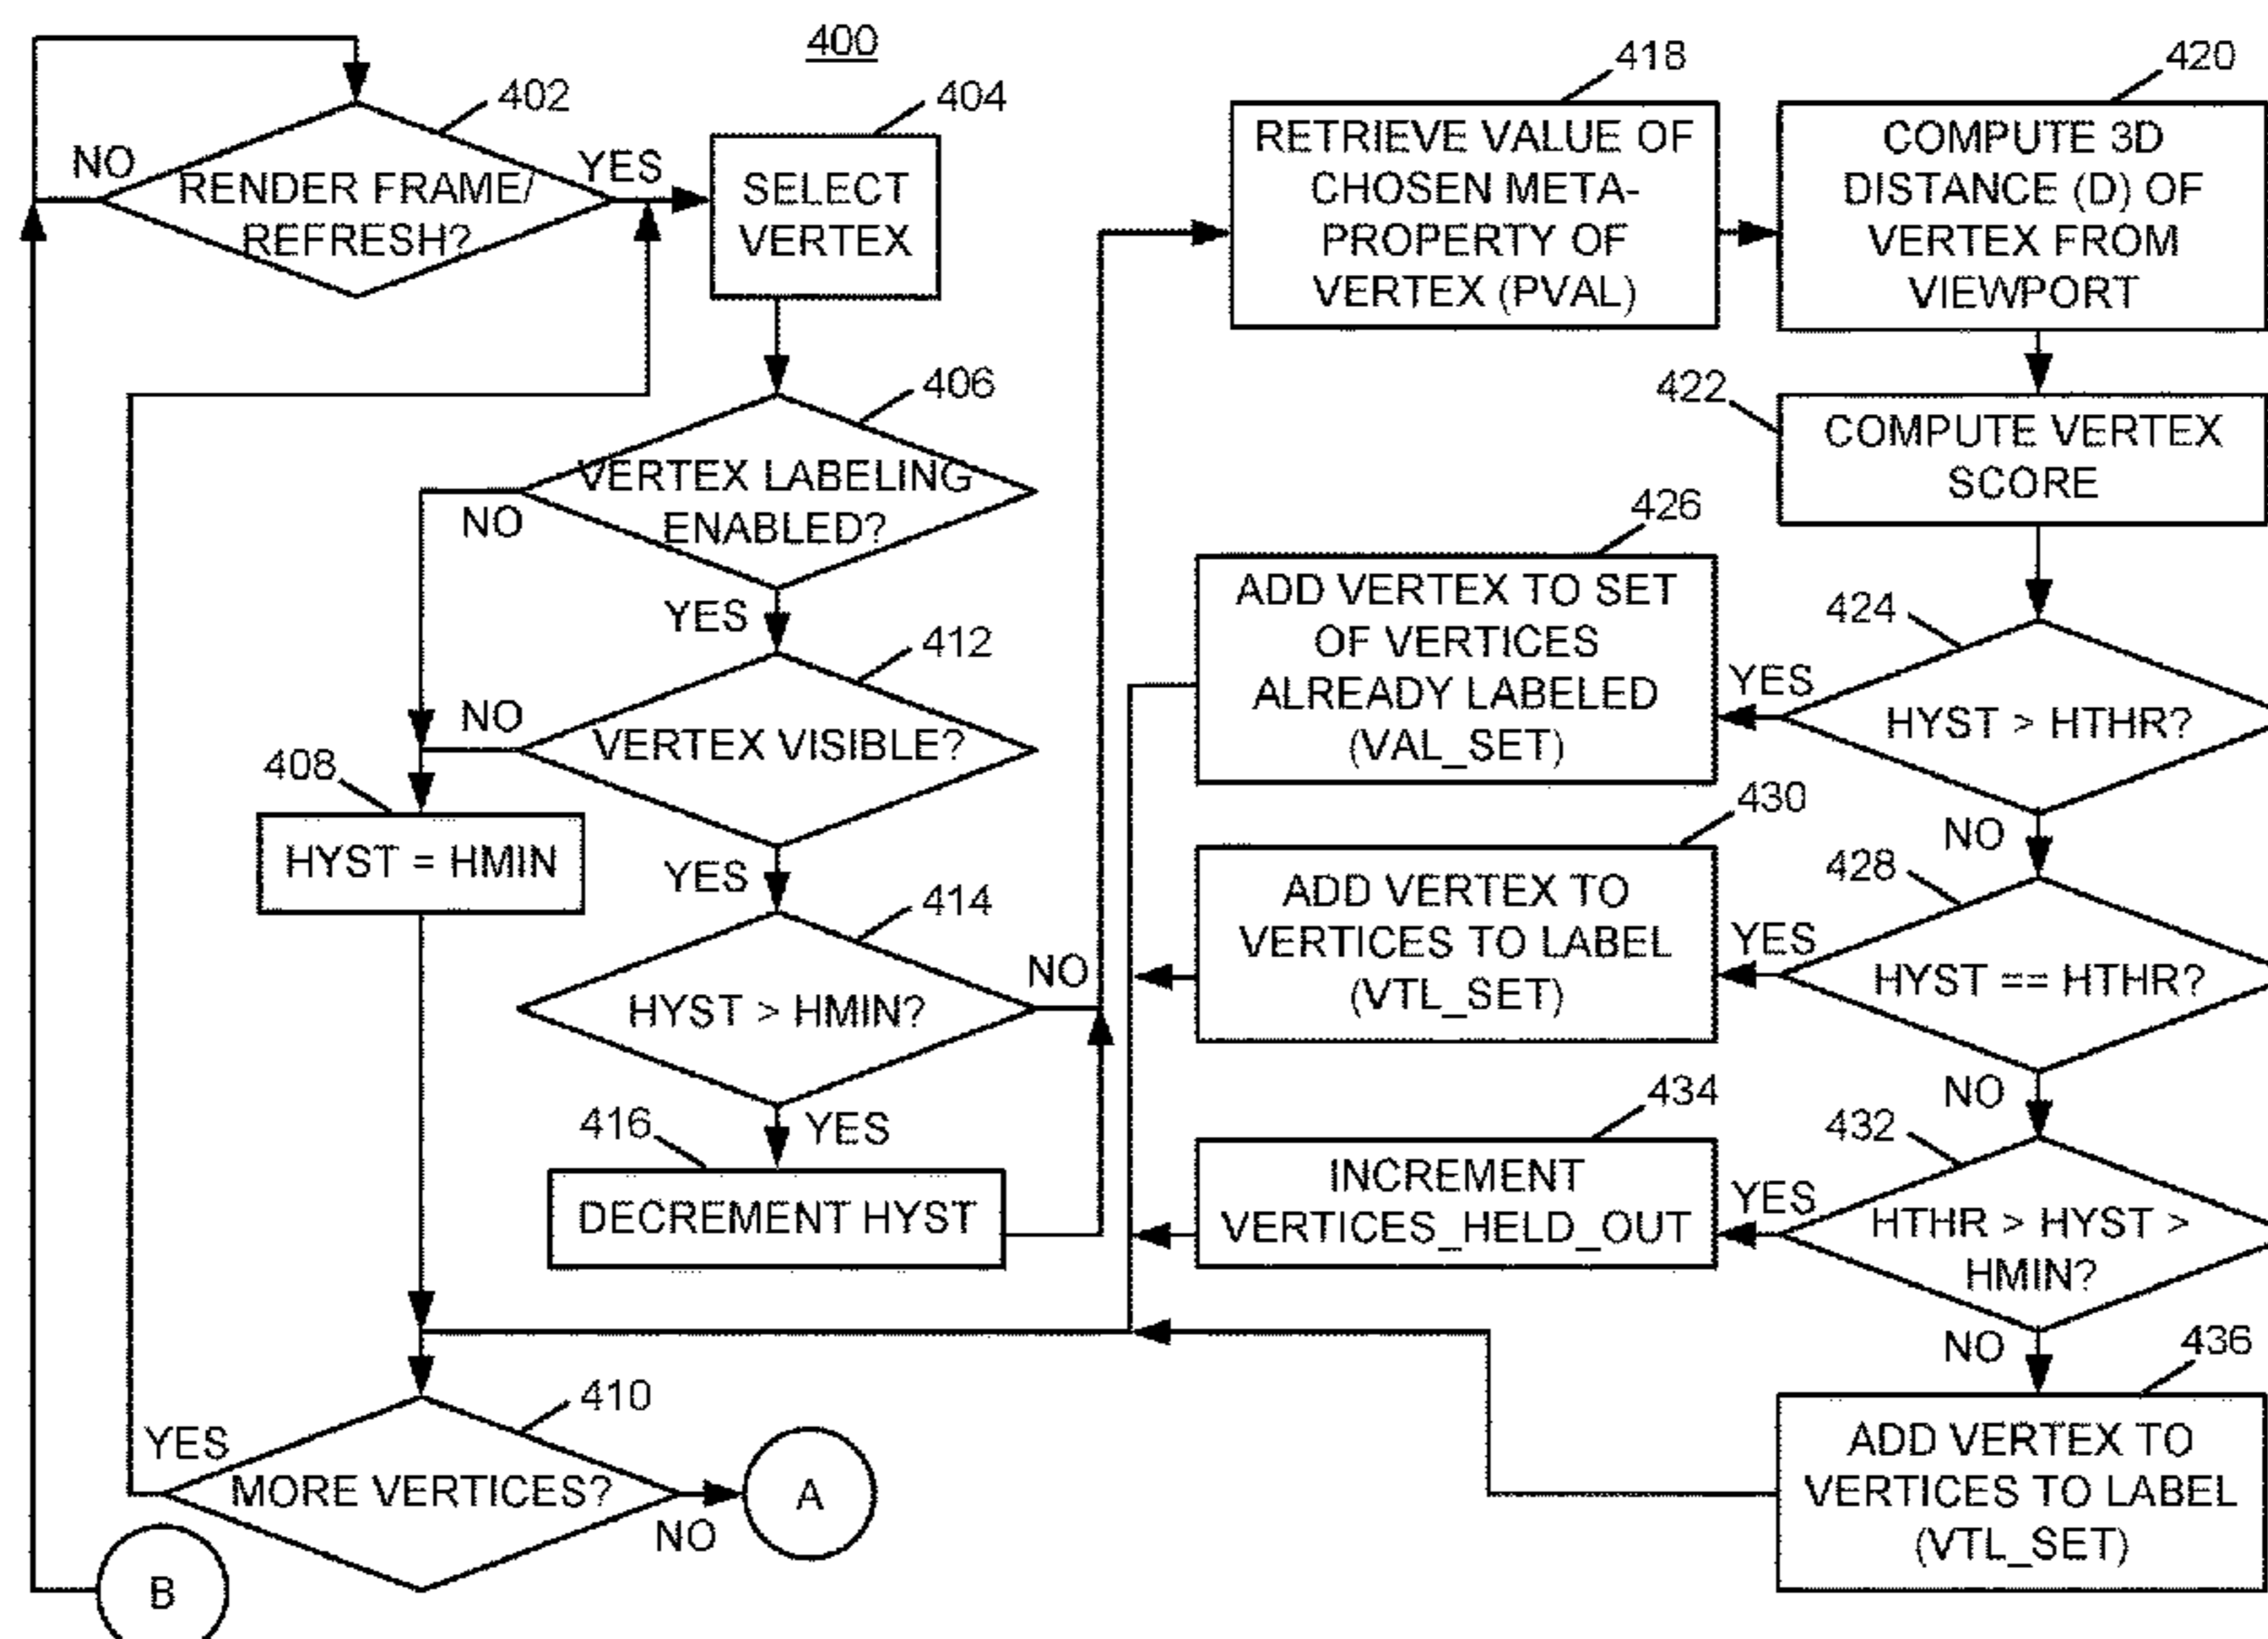 400
402
NO
YES
RENDER FRAME/
REFRESH?
404
SELECT
VERTEX
406
VERTEX LABELING
ENABLED?
NO
YES
412
NO
VERTEX VISIBLE?
408
HYST = HMIN
YES
414
NO
HYST > HMIN?
416
YES
DECREMENT HYST
410
YES
MORE VERTICES?
NO
A
B
418
RETRIEVE VALUE OF
CHOSEN META-
PROPERTY OF
VERTEX (PVAL)
420
COMPUTE 3D
DISTANCE (D) OF
VERTEX FROM
VIEWPORT
422
COMPUTE VERTEX
SCORE
424
YES
HYST > HTHR?
NO
426
ADD VERTEX TO SET
OF VERTICES
ALREADY LABELED
(VAL_SET)
428
YES
HYST == HTHR?
NO
430
ADD VERTEX TO
VERTICES TO LABEL
(VTL_SET)
432
YES
HTHR > HYST >
HMIN?
NO
434
INCREMENT
VERTICES_HELD_OUT
436
ADD VERTEX TO
VERTICES TO LABEL
(VTL_SET)